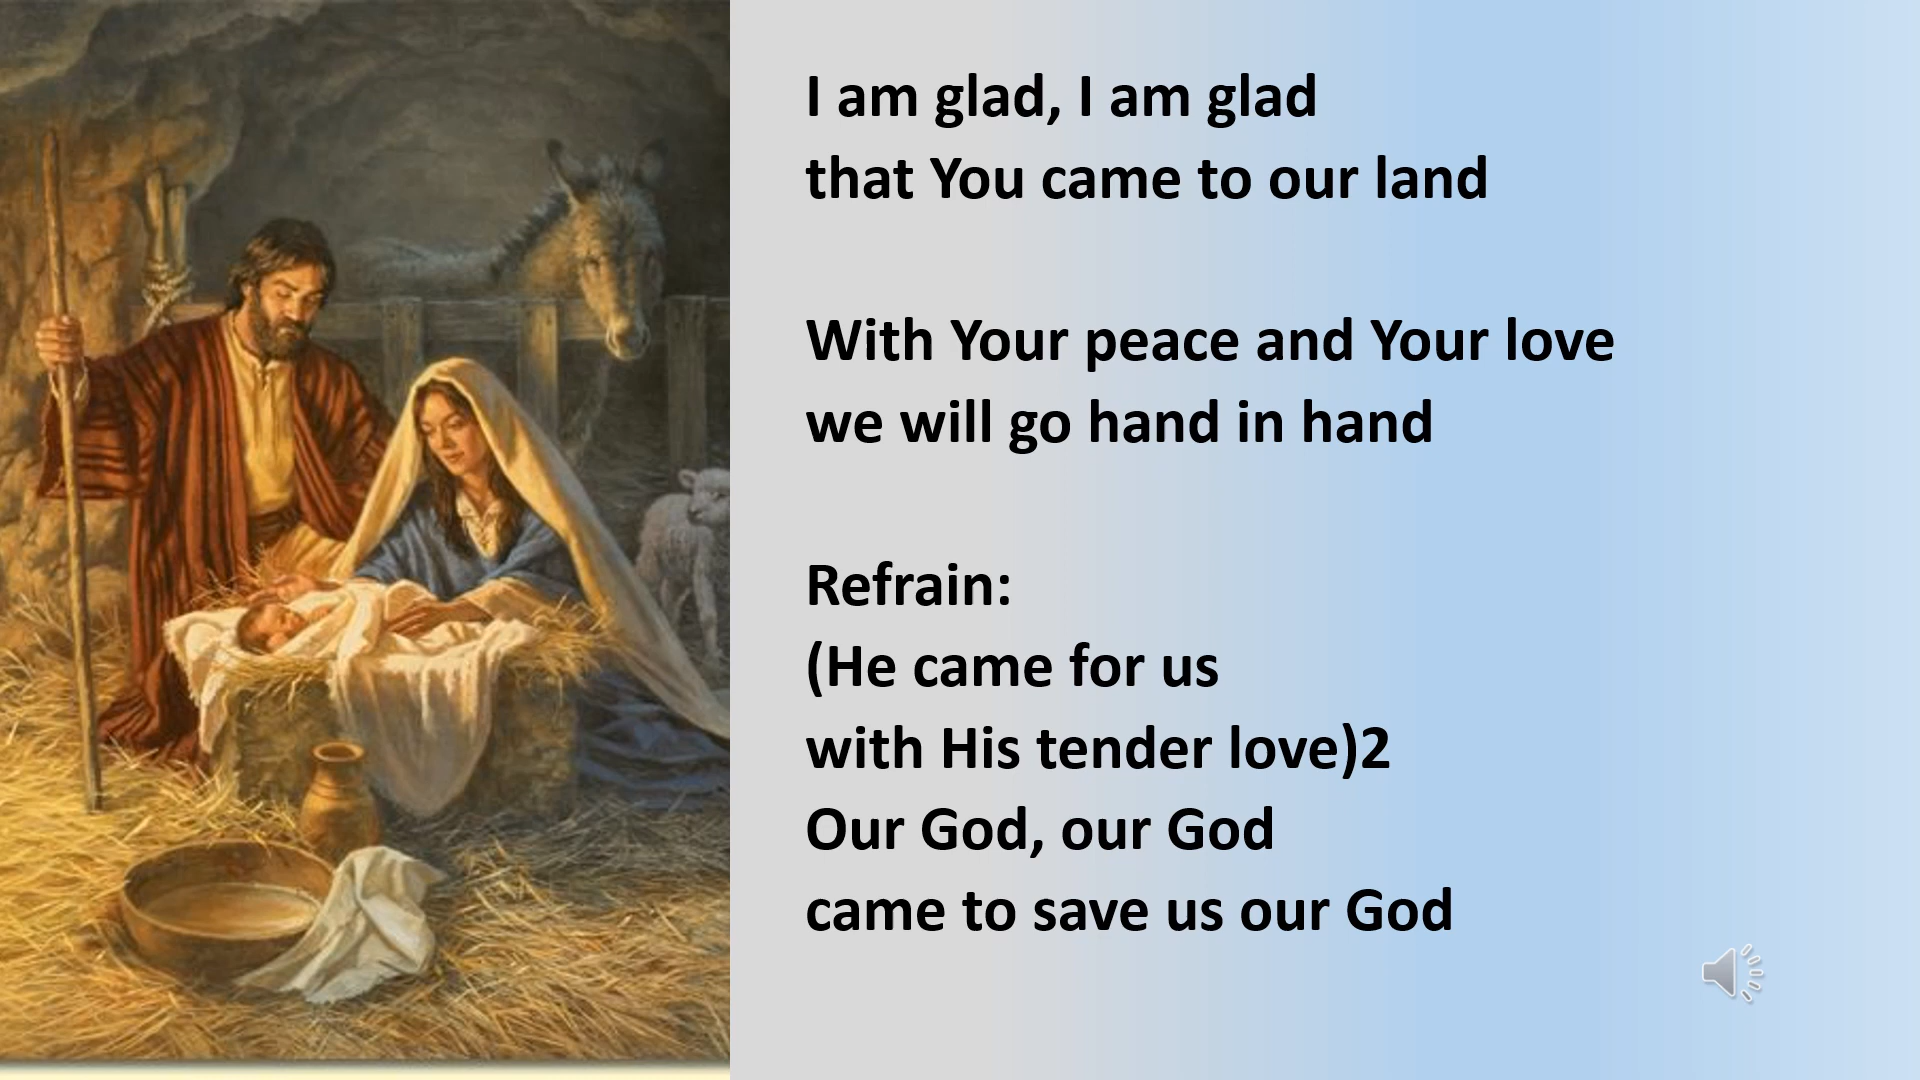 I am glad, I am glad
that You came to our land
With Your peace and Your love
we will go hand in hand
Refrain:
(He came for us
with His tender love)2
Our God, our God
came to save us our God